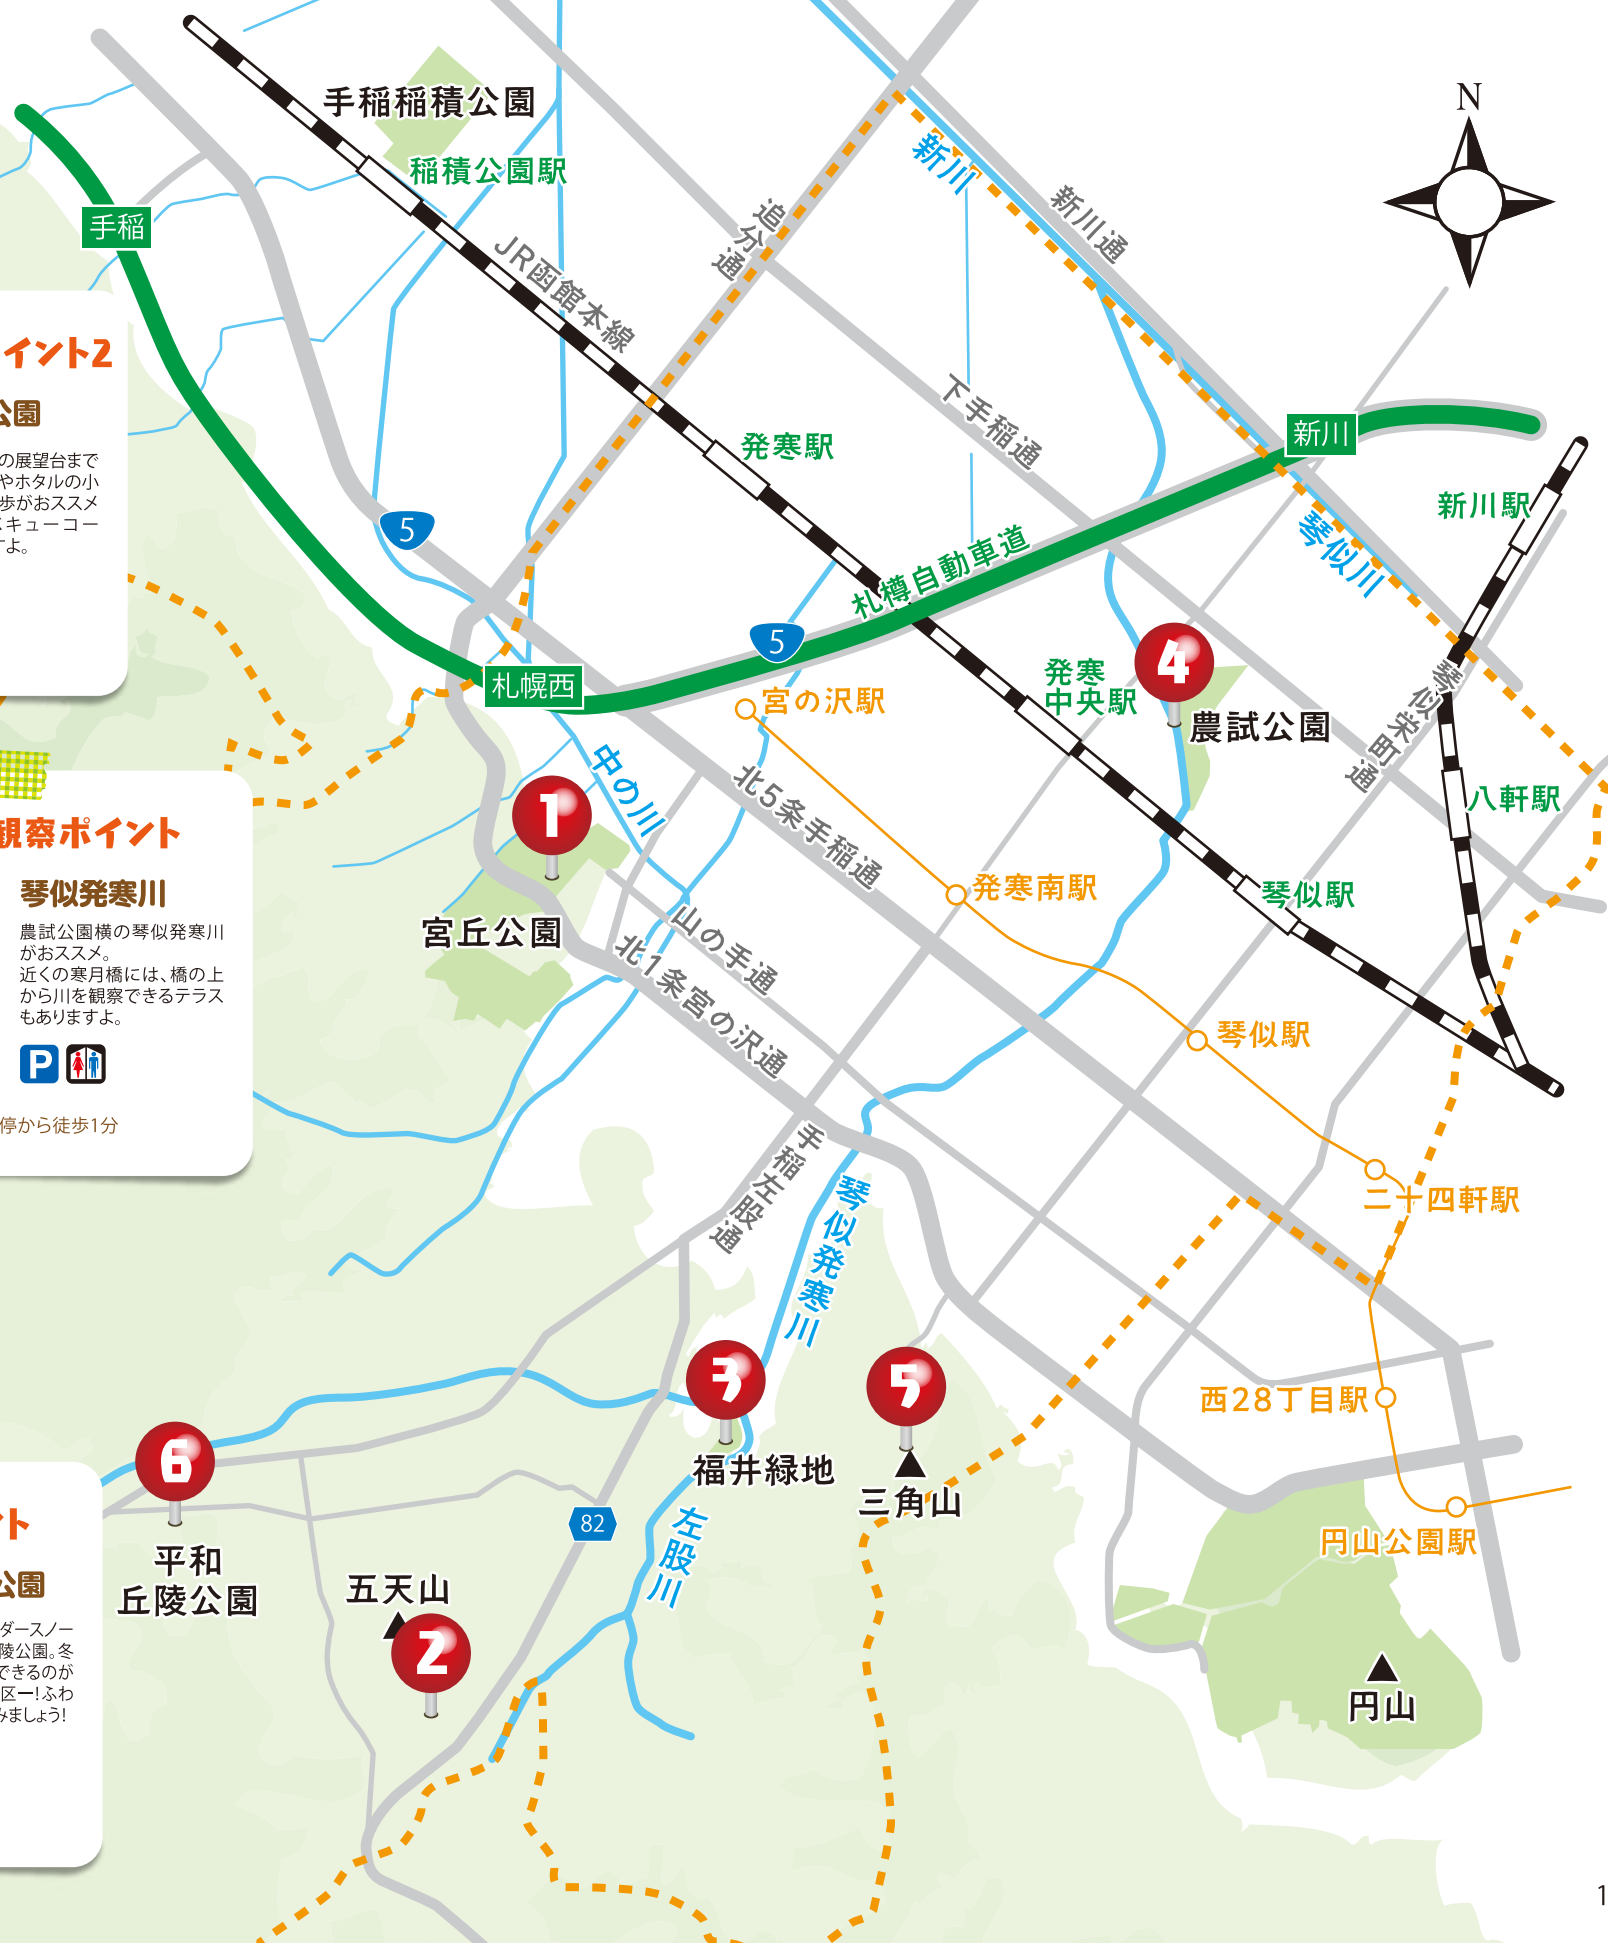 N
手稲稲積公園
稲積公園駅
新川
手稲
追分通
新川通
JR函館本線
イント2
公園
の展望台まで
やホタルの小
歩がおススメ
キューコー
すよ。
下手稲通
新川
発寒駅
新川駅
5
琴似川
札樽自動車道
5
札幌西
宮の沢駅
発寒
中央駅
4
農試公園
琴似栄町通
八軒駅
中の川
北5条手稲通
1
観察ポイント
琴似発寒川
農試公園横の琴似発寒川
がおススメ。
近くの寒月橋には、橋の上
から川を観察できるテラス
もありますよ。
P
停から徒歩1分
発寒南駅
琴似駅
宮丘公園
山の手通
北1条宮の沢通
琴似駅
手稲左股通
琴似発寒川
二十四軒駅
3
5
西28丁目駅
6
福井緑地
三角山
82
左股川
円山公園駅
平和
丘陵公園
五天山
2
円山
ント
公園
ダースノー
陵公園。冬
できるのが
区一!ふわ
みましょう!
1